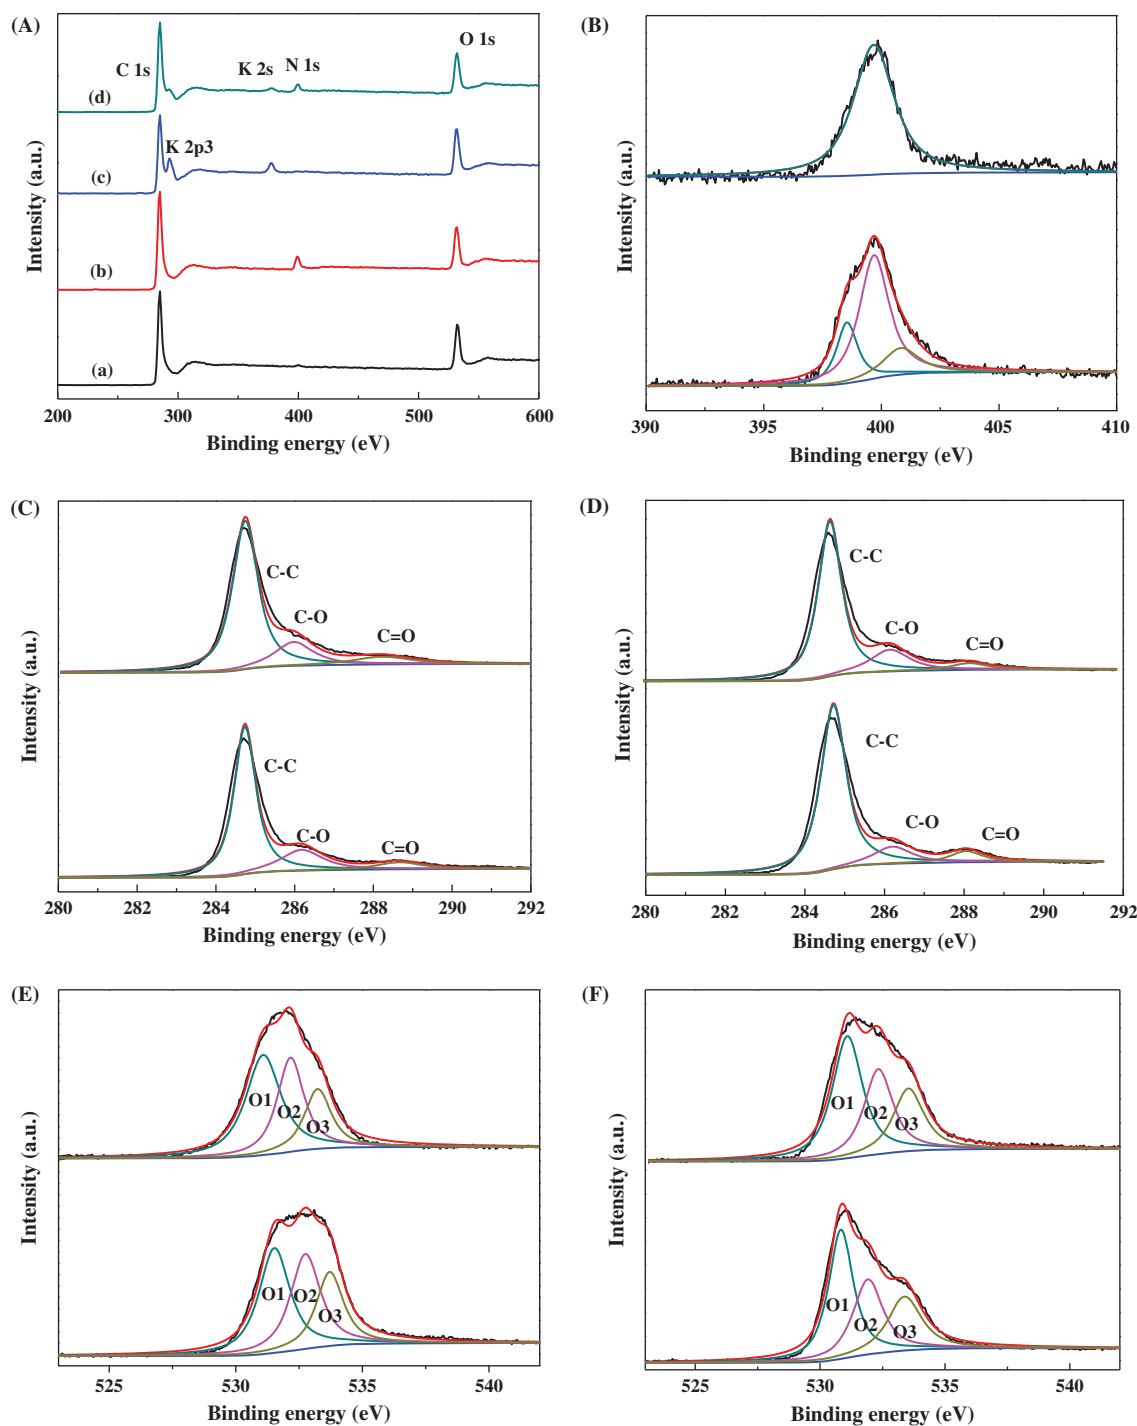 (A)
C 1s
K 2s
N 1s
O 1s
(d)
K 2p3
(c)
(b)
(a)
Intensity (a.u.)
200 300 400 500 600
Binding energy (eV)
(B)
Intensity (a.u.)
390 395 400 405 410
Binding energy (eV)
(C)
C-C
C-O
C=O
C-C
C-O
C=O
Intensity (a.u.)
280 282 284 286 288 290 292
Binding energy (eV)
(D)
C-C
C-O
C=O
C-C
C-O
C=O
Intensity (a.u.)
280 282 284 286 288 290 292
Binding energy (eV)
(E)
O1
O2
O3
O1
O2
O3
Intensity (a.u.)
525 530 535 540
Binding energy (eV)
(F)
O1
O2
O3
O1
O2
O3
Intensity (a.u.)
525 530 535 540
Binding energy (eV)